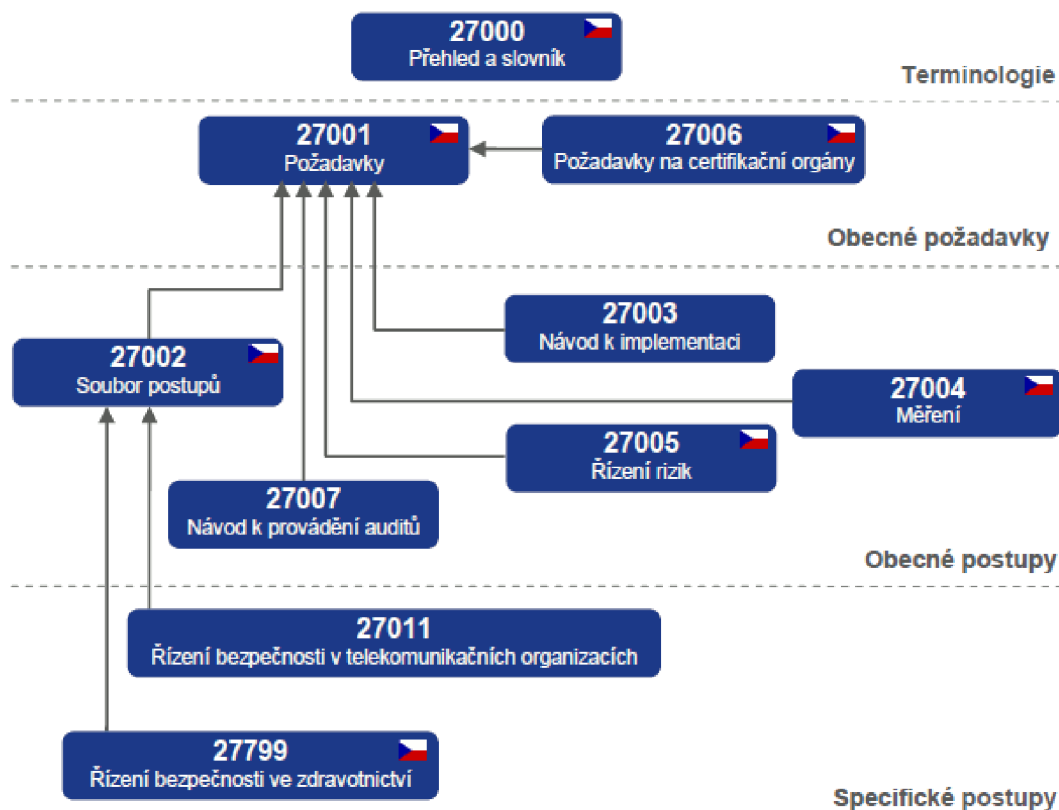 27000
Přehled a slovník
Terminologie
27001
Požadavky
27006
Požadavky na certifikační orgány
Obecné požadavky
27003
Návod k implementaci
27002
Soubor postupů
27004
Měření
27005
Řízení rizik
27007
Návod k provádění auditů
Obecné postupy
27011
Řízení bezpečnosti v telekomunikačních organizacích
27799
Řízení bezpečnosti ve zdravotnictví
Specifické postupy